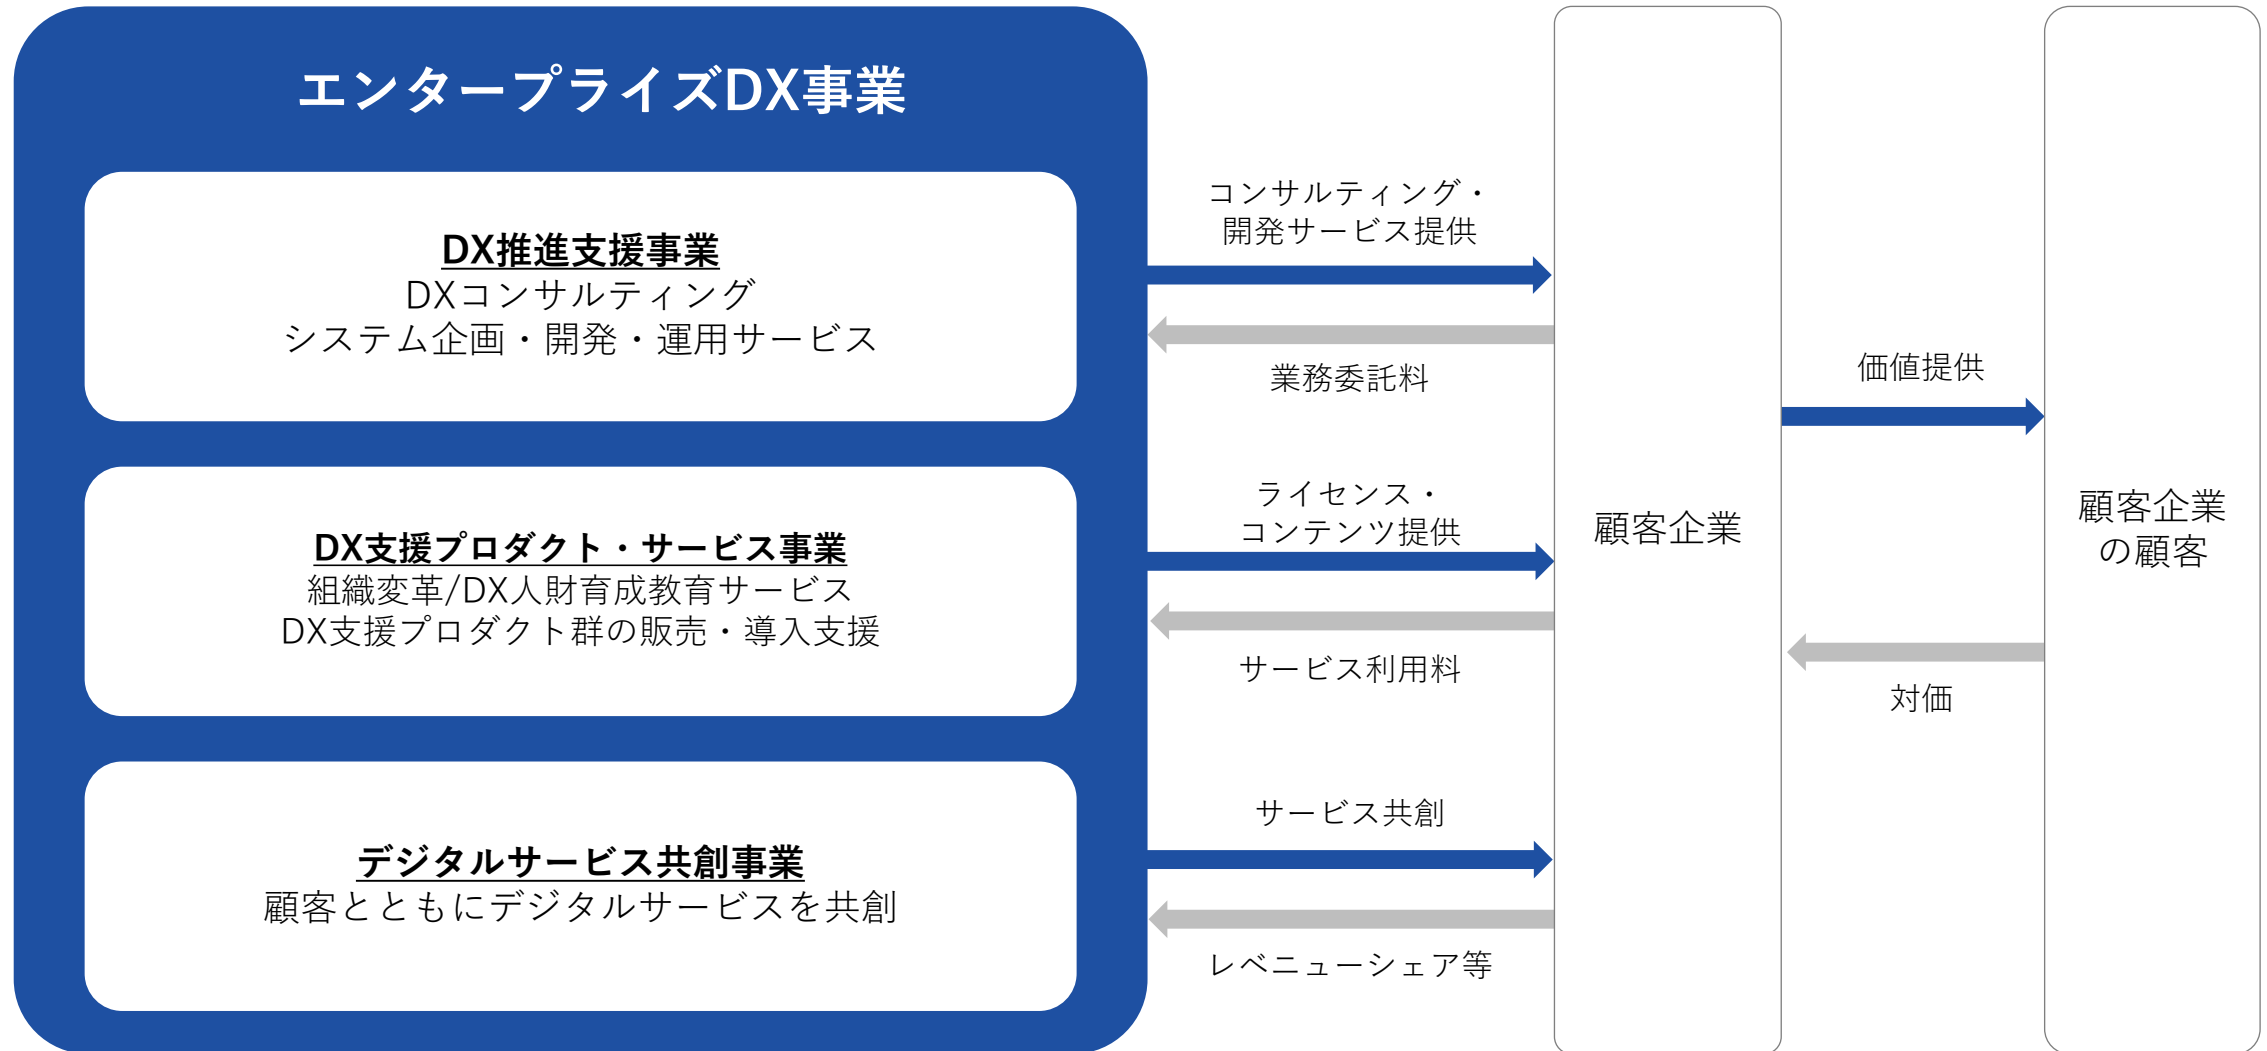 エンタープライズDX事業
DX推進支援事業
DXコンサルティング
システム企画・開発・運用サービス
DX支援プロダクト・サービス事業
組織変革/DX人財育成教育サービス
DX支援プロダクト群の販売・導入支援
デジタルサービス共創事業
顧客とともにデジタルサービスを共創
コンサルティング・
開発サービス提供
業務委託料
ライセンス・
コンテンツ提供
サービス利用料
サービス共創
レベニューシェア等
顧客企業
価値提供
対価
顧客企業
の顧客